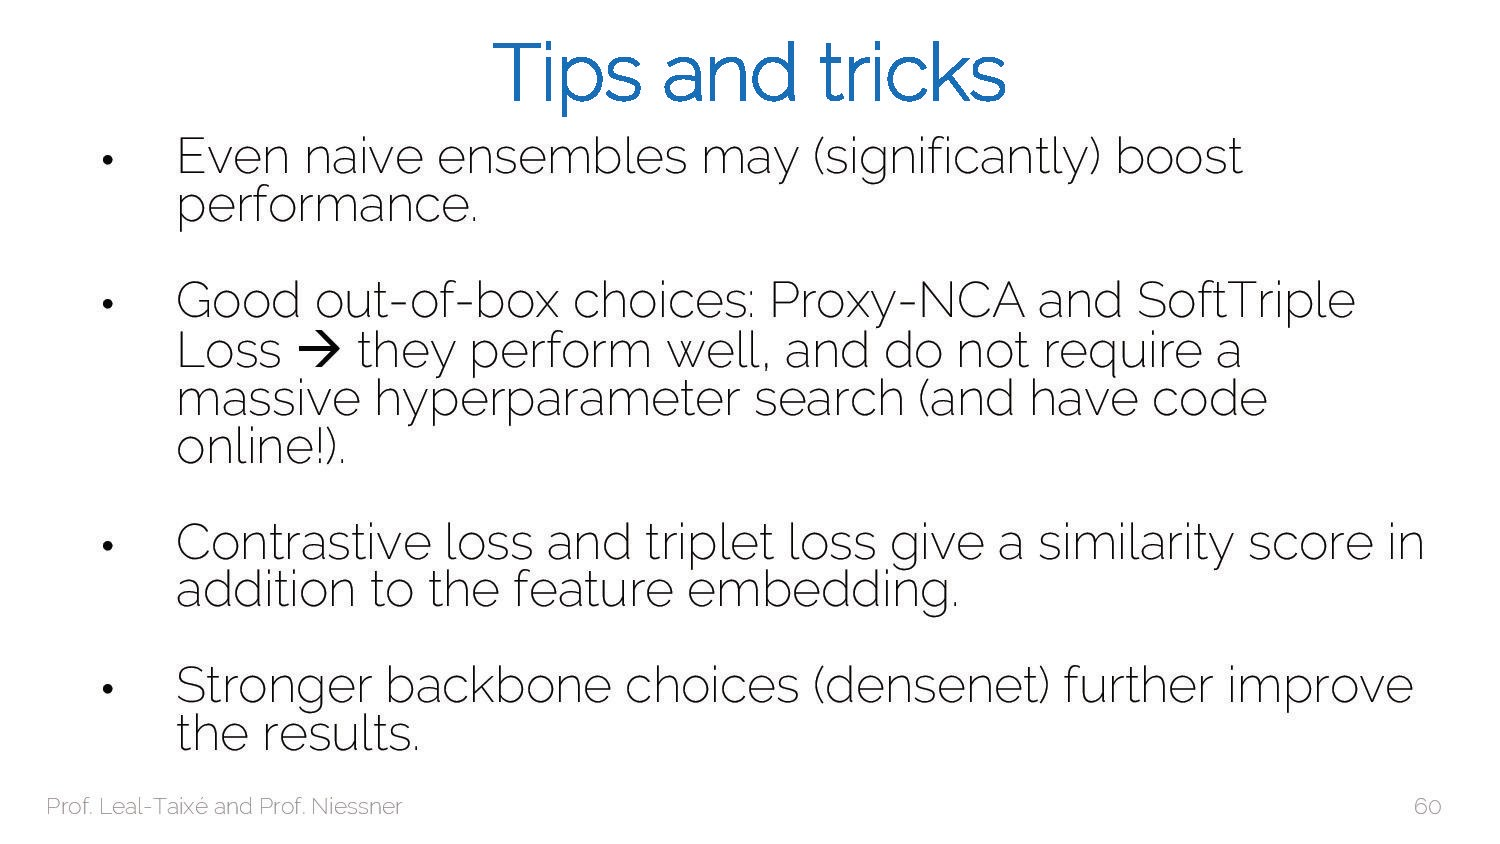 Tips and tricks
• Even naive ensembles may (significantly) boost
performance.
• Good out-of-box choices: Proxy-NCA and SoftTriple
Loss → they perform well, and do not require a
massive hyperparameter search (and have code
online!).
• Contrastive loss and triplet loss give a similarity score in
addition to the feature embedding.
• Stronger backbone choices (densenet) further improve
the results.
Prof. Leal-Taixé and Prof. Niessner
60